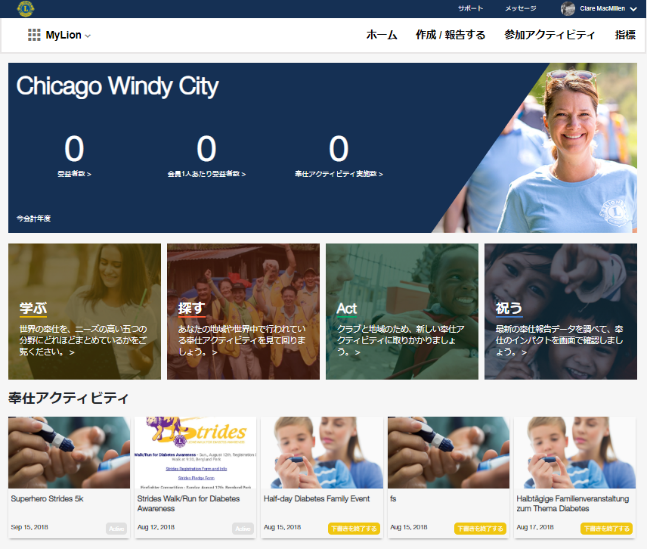 サポート メッセージ Clare MacMillen
MyLion ホーム 作成 / 報告する 参加アクティビティ 指標
Chicago Windy City
0 0 0
受益者数 > 会員1人あたり受益者数 > 奉仕アクティビティ実施数 >
今会計年度
学ぶ
世界の奉仕を、ニーズの高い五つの
分野にどれほどまとめているかをご
覧ください。 >
探す
あなたの地域や世界中で行われてい
る奉仕アクティビティを見て回りま
しょう。 >
Act
クラブと地域のため、新しい奉仕ア
クティビティに取りかかりましょ
う。 >
祝う
最新の奉仕報告データを調べて、奉
仕のインパクトを画面で確認しまし
ょう。 >
奉仕アクティビティ
Strides
Walk/Run for Diabetes Awareness
Strides Registration Form and Info
Strides Pledge Form
Superhero Strides 5k
Sep 15, 2018 Active
Strides Walk/Run for Diabetes
Awareness
Aug 12, 2018 Active
Half-day Diabetes Family Event
Aug 15, 2018 下書きを終了する
fs
Aug 15, 2018 下書きを終了する
Halbtägige Familienveranstaltung
zum Thema Diabetes
Aug 17, 2018 下書きを終了する